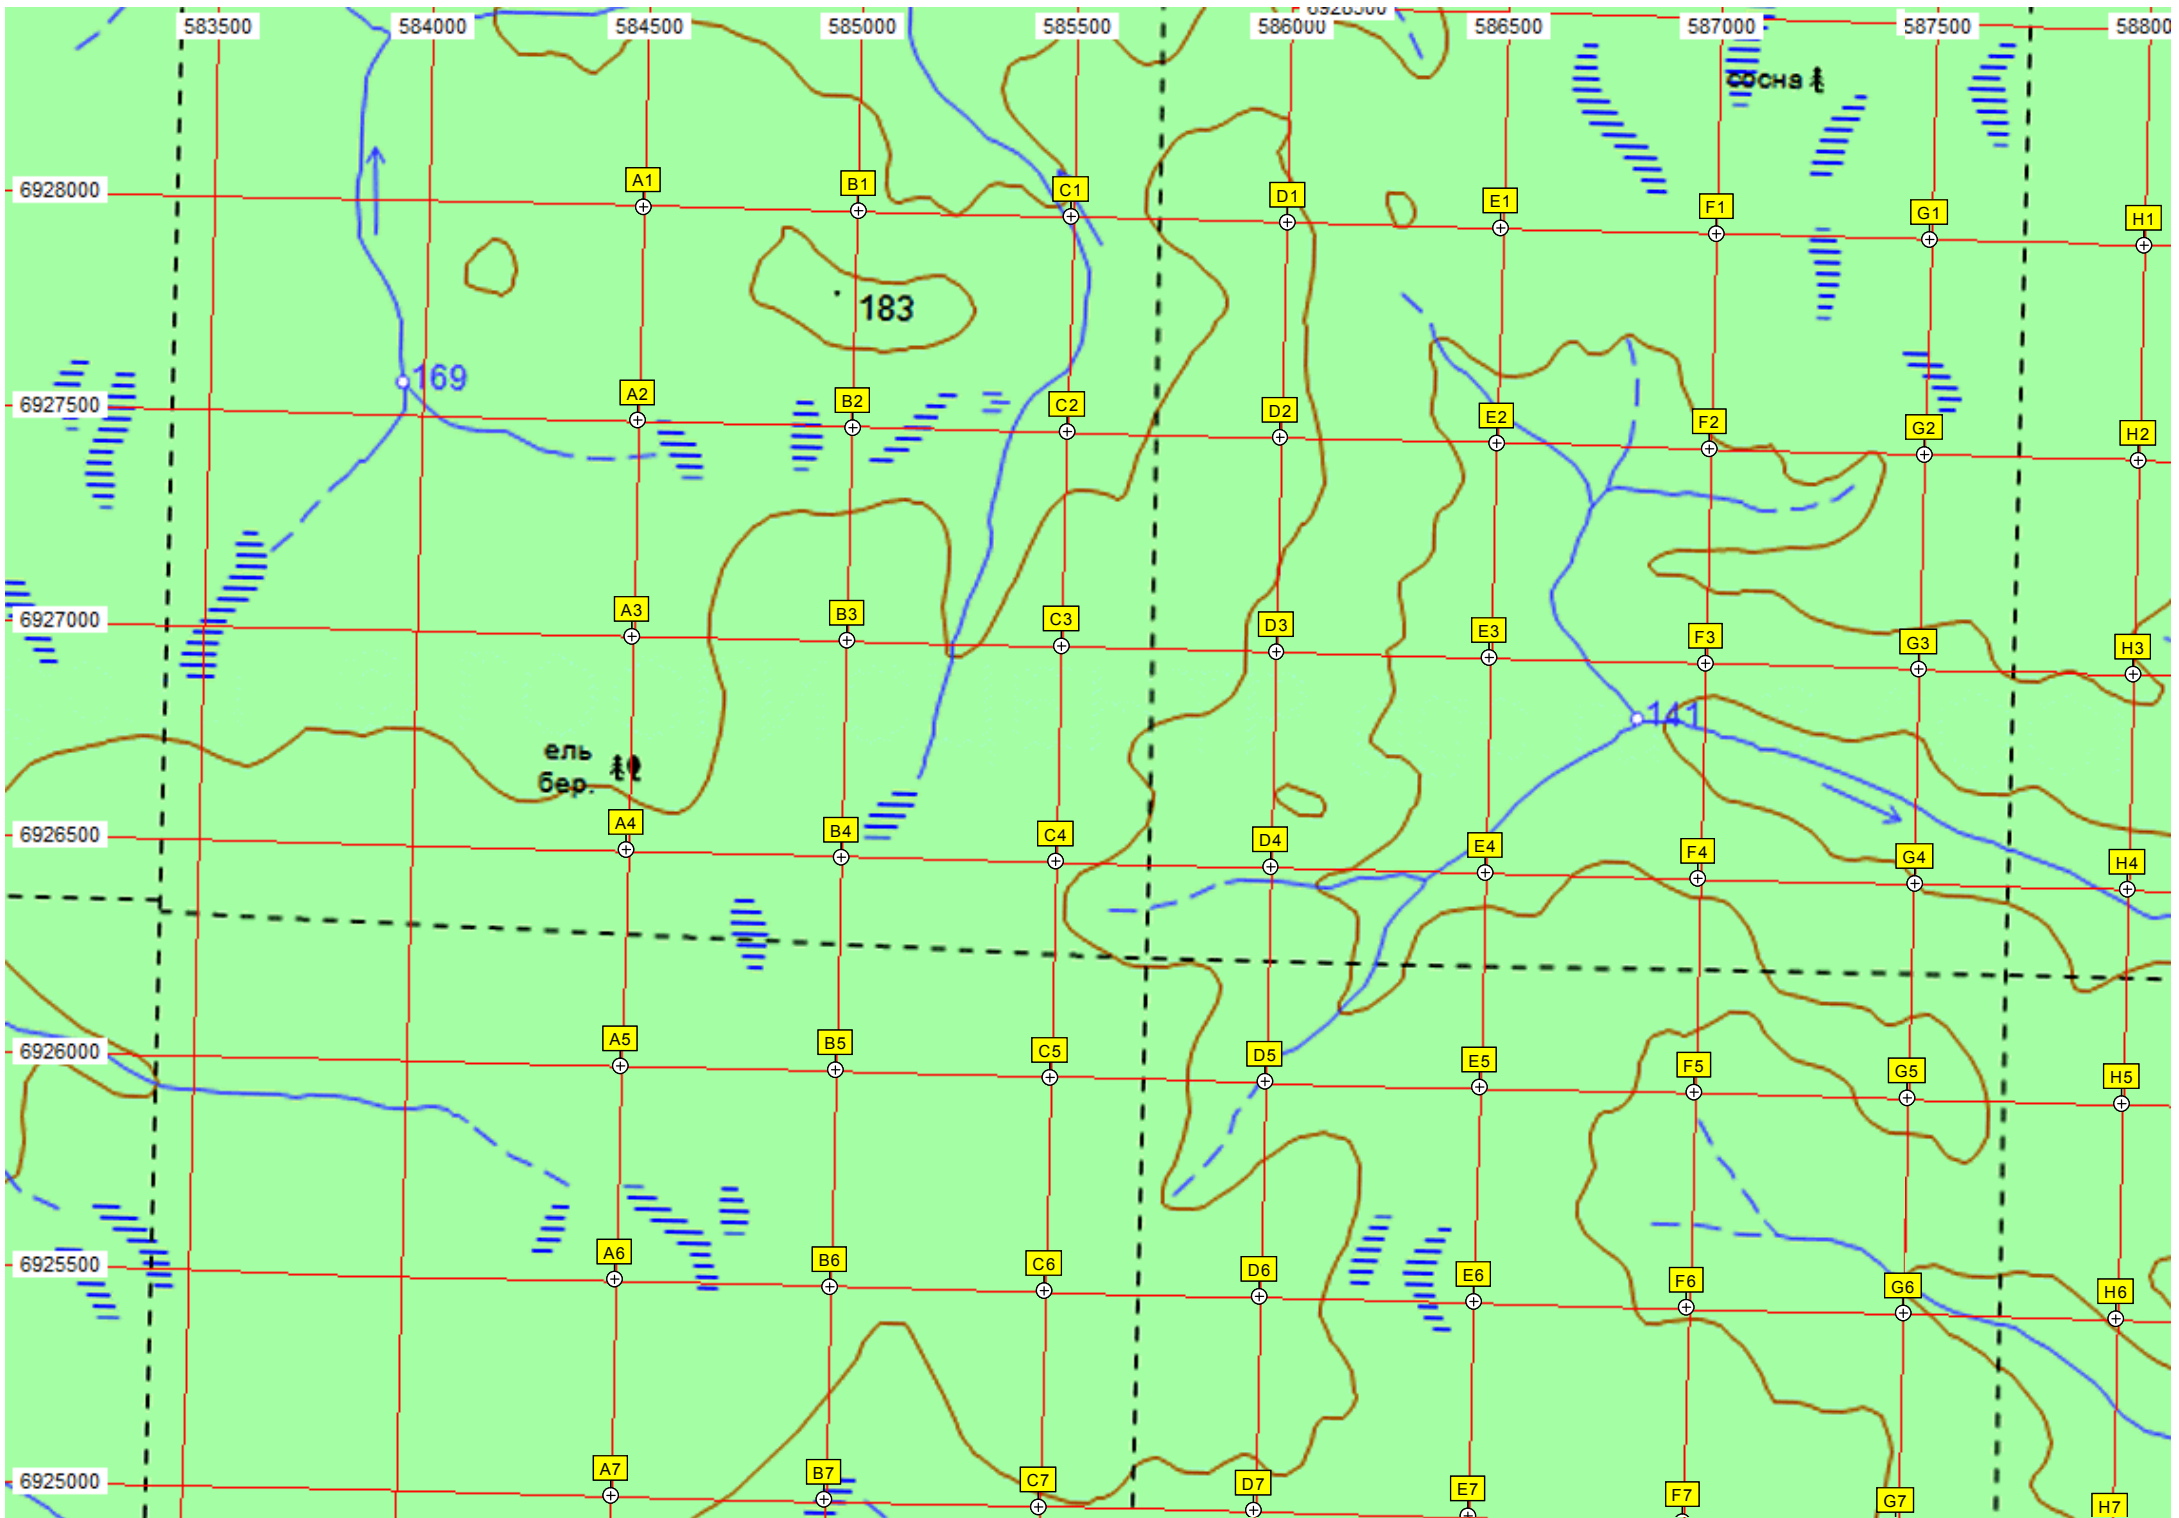 6928500
583500 584000 584500 585000 585500 586000 586500 587000 587500 588000
сосна
6928000 A1 B1 C1 D1 E1 F1 G1 H1
183
169
6927500 A2 B2 C2 D2 E2 F2 G2 H2
6927000 A3 B3 C3 D3 E3 F3 G3 H3
141
ель
бер.
6926500 A4 B4 C4 D4 E4 F4 G4 H4
6926000 A5 B5 C5 D5 E5 F5 G5 H5
6925500 A6 B6 C6 D6 E6 F6 G6 H6
6925000 A7 B7 C7 D7 E7 F7 G7 H7